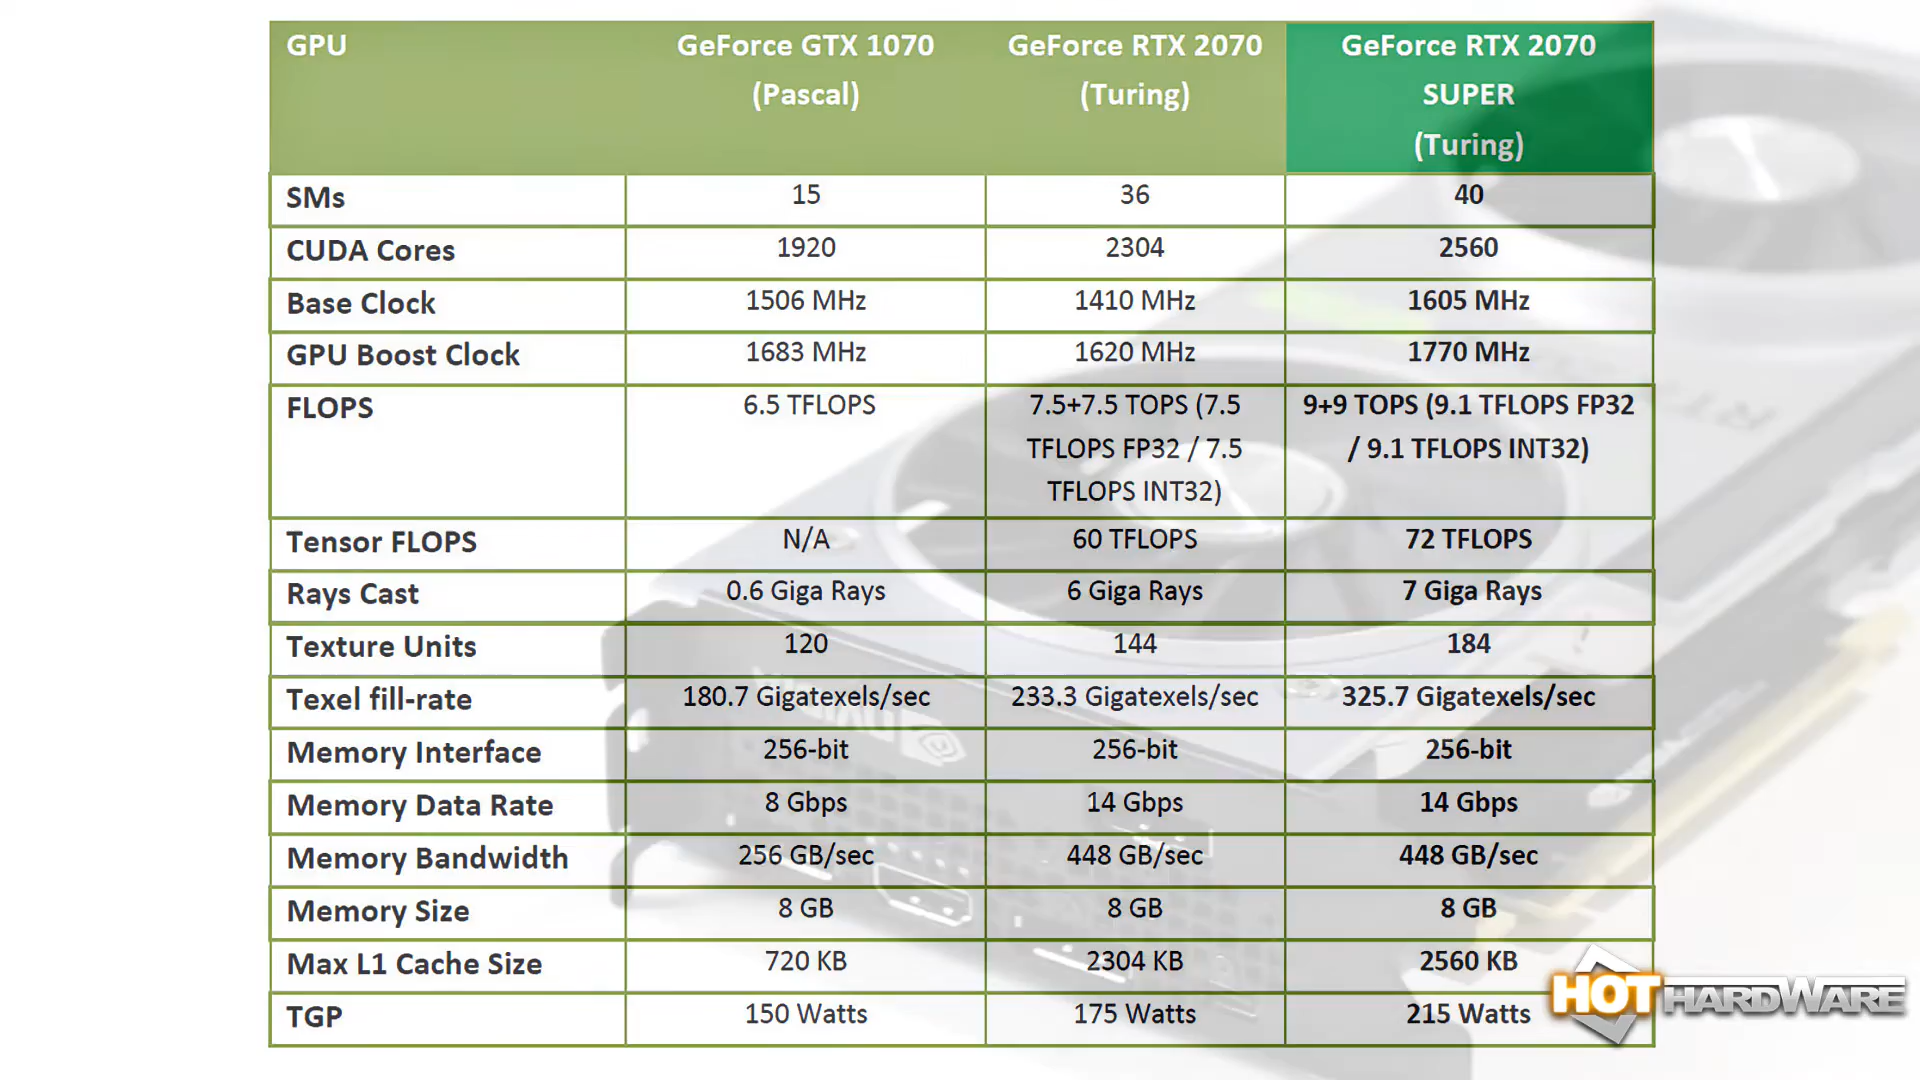 GPU GeForce GTX 1070 GeForce RTX 2070 GeForce RTX 2070
(Pascal) (Turing) SUPER
(Turing)
SMs 15 36 40
CUDA Cores 1920 2304 2560
Base Clock 1506 MHz 1410 MHz 1605 MHz
GPU Boost Clock 1683 MHz 1620 MHz 1770 MHz
FLOPS 6.5 TFLOPS 7.5+7.5 TOPS (7.5 9+9 TOPS (9.1 TFLOPS FP32
TFLOPS FP32 / 7.5 / 9.1 TFLOPS INT32)
TFLOPS INT32)
Tensor FLOPS N/A 60 TFLOPS 72 TFLOPS
Rays Cast 0.6 Giga Rays 6 Giga Rays 7 Giga Rays
Texture Units 120 144 184
Texel fill-rate 180.7 Gigatexels/sec 233.3 Gigatexels/sec 325.7 Gigatexels/sec
Memory Interface 256-bit 256-bit 256-bit
Memory Data Rate 8 Gbps 14 Gbps 14 Gbps
Memory Bandwidth 256 GB/sec 448 GB/sec 448 GB/sec
Memory Size 8 GB 8 GB 8 GB
Max L1 Cache Size 720 KB 2304 KB 2560 KB
TGP 150 Watts 175 Watts 215 Watts
HOTHARDWARE